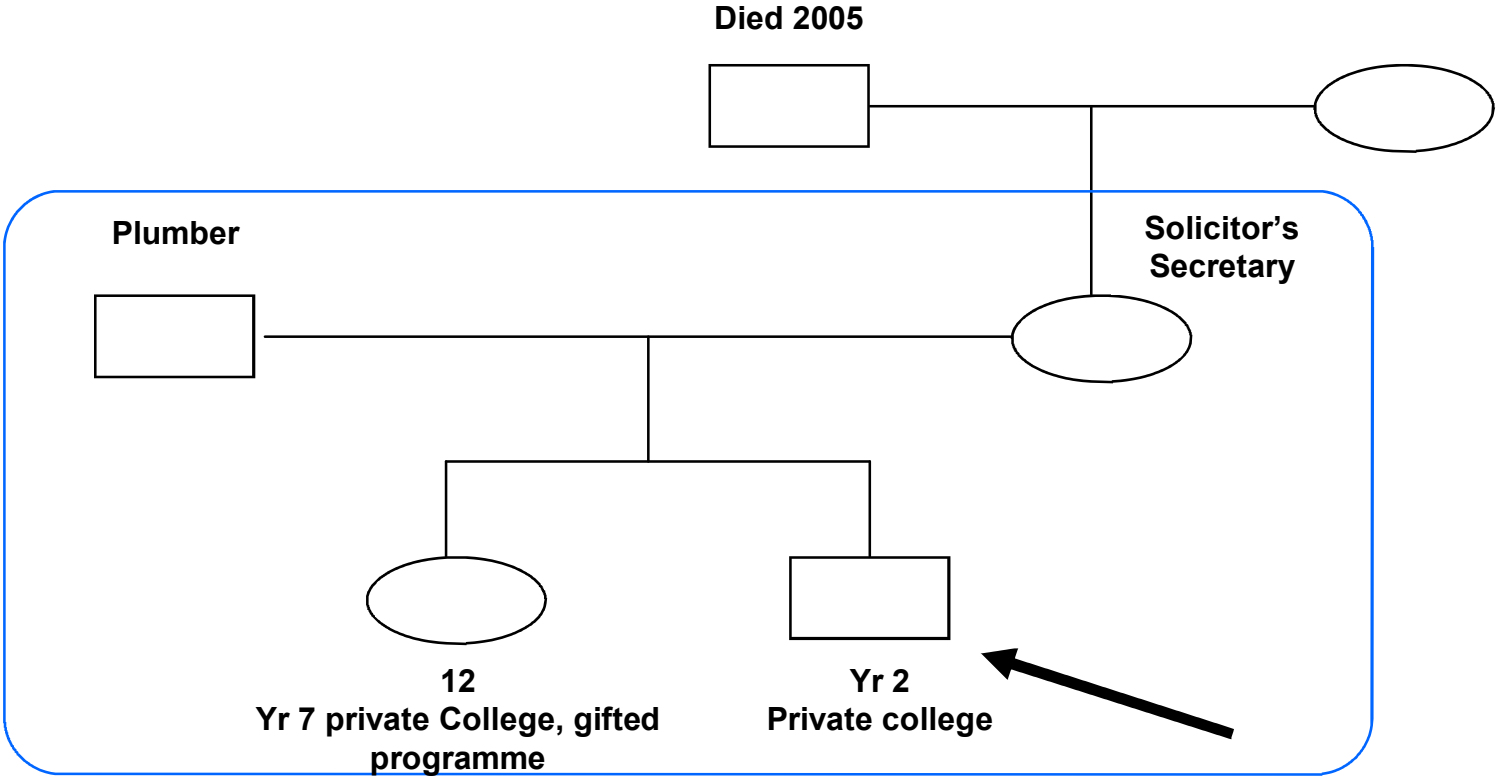 Died 2005
Plumber
Solicitor’s
Secretary
12
Yr 7 private College, gifted
programme
Yr 2
Private college